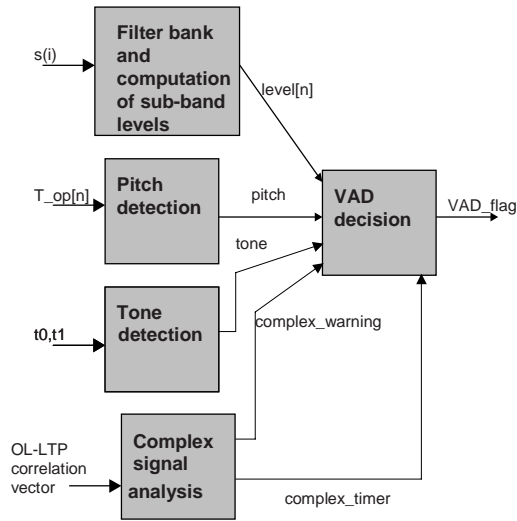 s(i)
Filter bank
and
computation
of sub-band
levels
level[n]
T_op[n]
Pitch
detection
pitch
VAD
decision
VAD_flag
tone
t0,t1
Tone
detection
complex_warning
OL-LTP
correlation
vector
Complex
signal
analysis
complex_timer